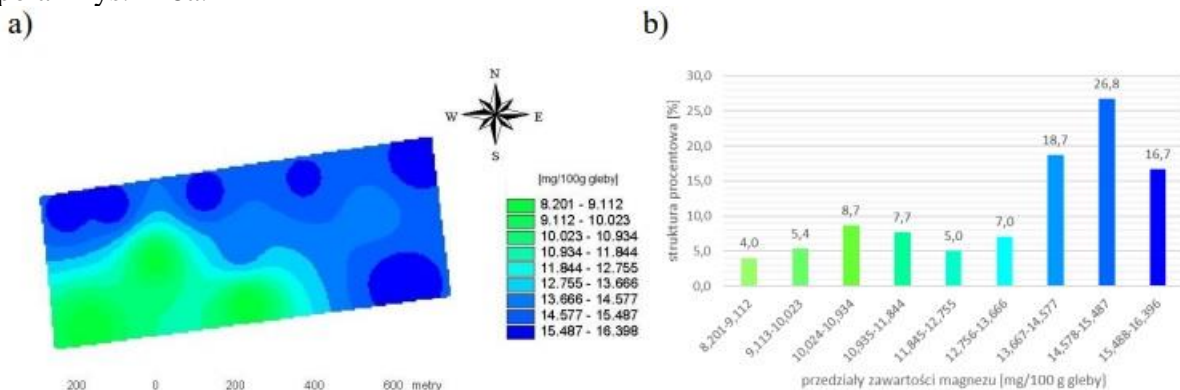 a)
b)
N
W E
S
[mg/100g gleby]
8.201 - 9.112
9.112 - 10.023
10.023 - 10.934
10.934 - 11.844
11.844 - 12.755
12.755 - 13.666
13.666 - 14.577
14.577 - 15.487
15.487 - 16.398
200 0 200 400 600 metry
struktura procentowa [%]
30,0
25,0
20,0
15,0
10,0
5,0
0,0
4,0
5,4
8,7
7,7
5,0
7,0
18,7
26,8
16,7
8,201-9,112
9,113-10,023
10,024-10,934
10,935-11,844
11,845-12,755
12,756-13,666
13,667-14,577
14,578-15,487
15,488-16,396
przedziały zawartości magnezu [mg/100 g gleby]